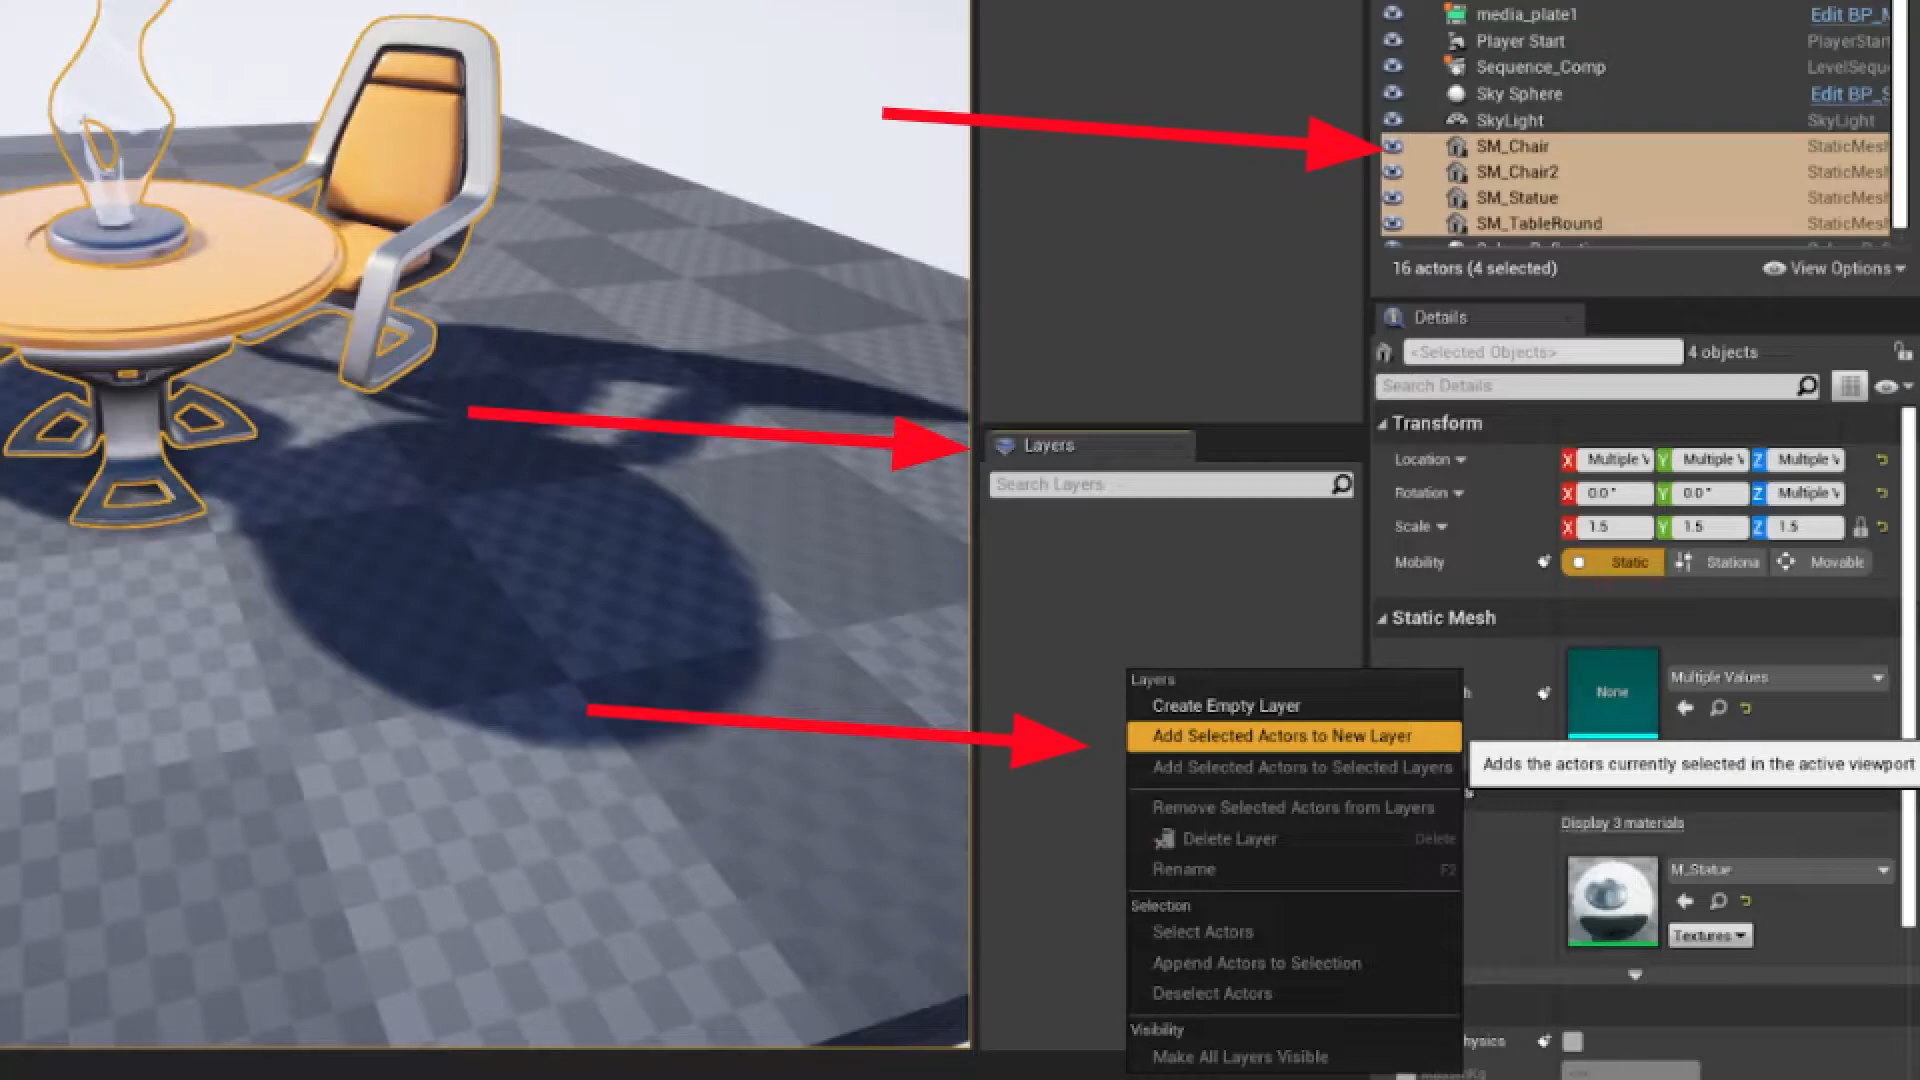 media_plate1 Edit BP_
Player Start PlayerStart
Sequence_Comp LevelSequ
Sky Sphere Edit BP_S
SkyLight SkyLight
SM_Chair StaticMesh
SM_Chair2 StaticMesh
SM_Statue StaticMesh
SM_TableRound StaticMesh
16 actors (4 selected) View Options
Details
<Selected Objects> 4 objects
Search Details
Transform
Location X Multiple V Y Multiple V Z Multiple V
Rotation X 0.0° Y 0.0° Z Multiple V
Scale X 1.5 Y 1.5 Z 1.5
Mobility Static Stationa Movable
Static Mesh
None
Multiple Values
Display 3 materials
M_Statue
Textures
hysics
Layers
Search Layers
Layers
Create Empty Layer
Add Selected Actors to New Layer
Add Selected Actors to Selected Layers
Remove Selected Actors from Layers
Delete Layer Delete
Rename F2
Selection
Select Actors
Append Actors to Selection
Deselect Actors
Visibility
Make All Layers Visible
Adds the actors currently selected in the active viewport